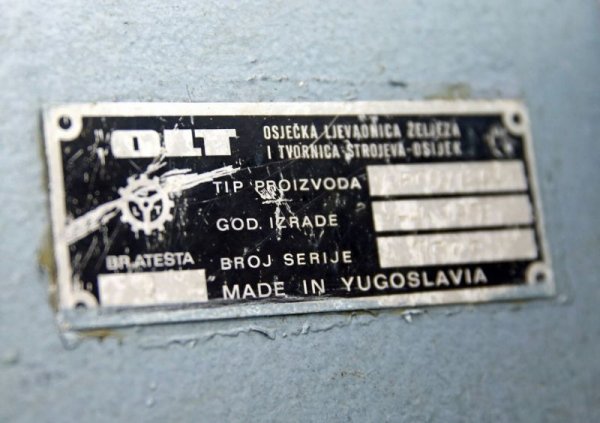 OLT
OSJEČKA LJEVAONICA ŽELJEZA
I TVORNICA STROJEVA-OSIJEK
TIP PROIZVODA
GOD. IZRADE
BR.ATESTA
BROJ SERIJE
MADE IN YUGOSLAVIA